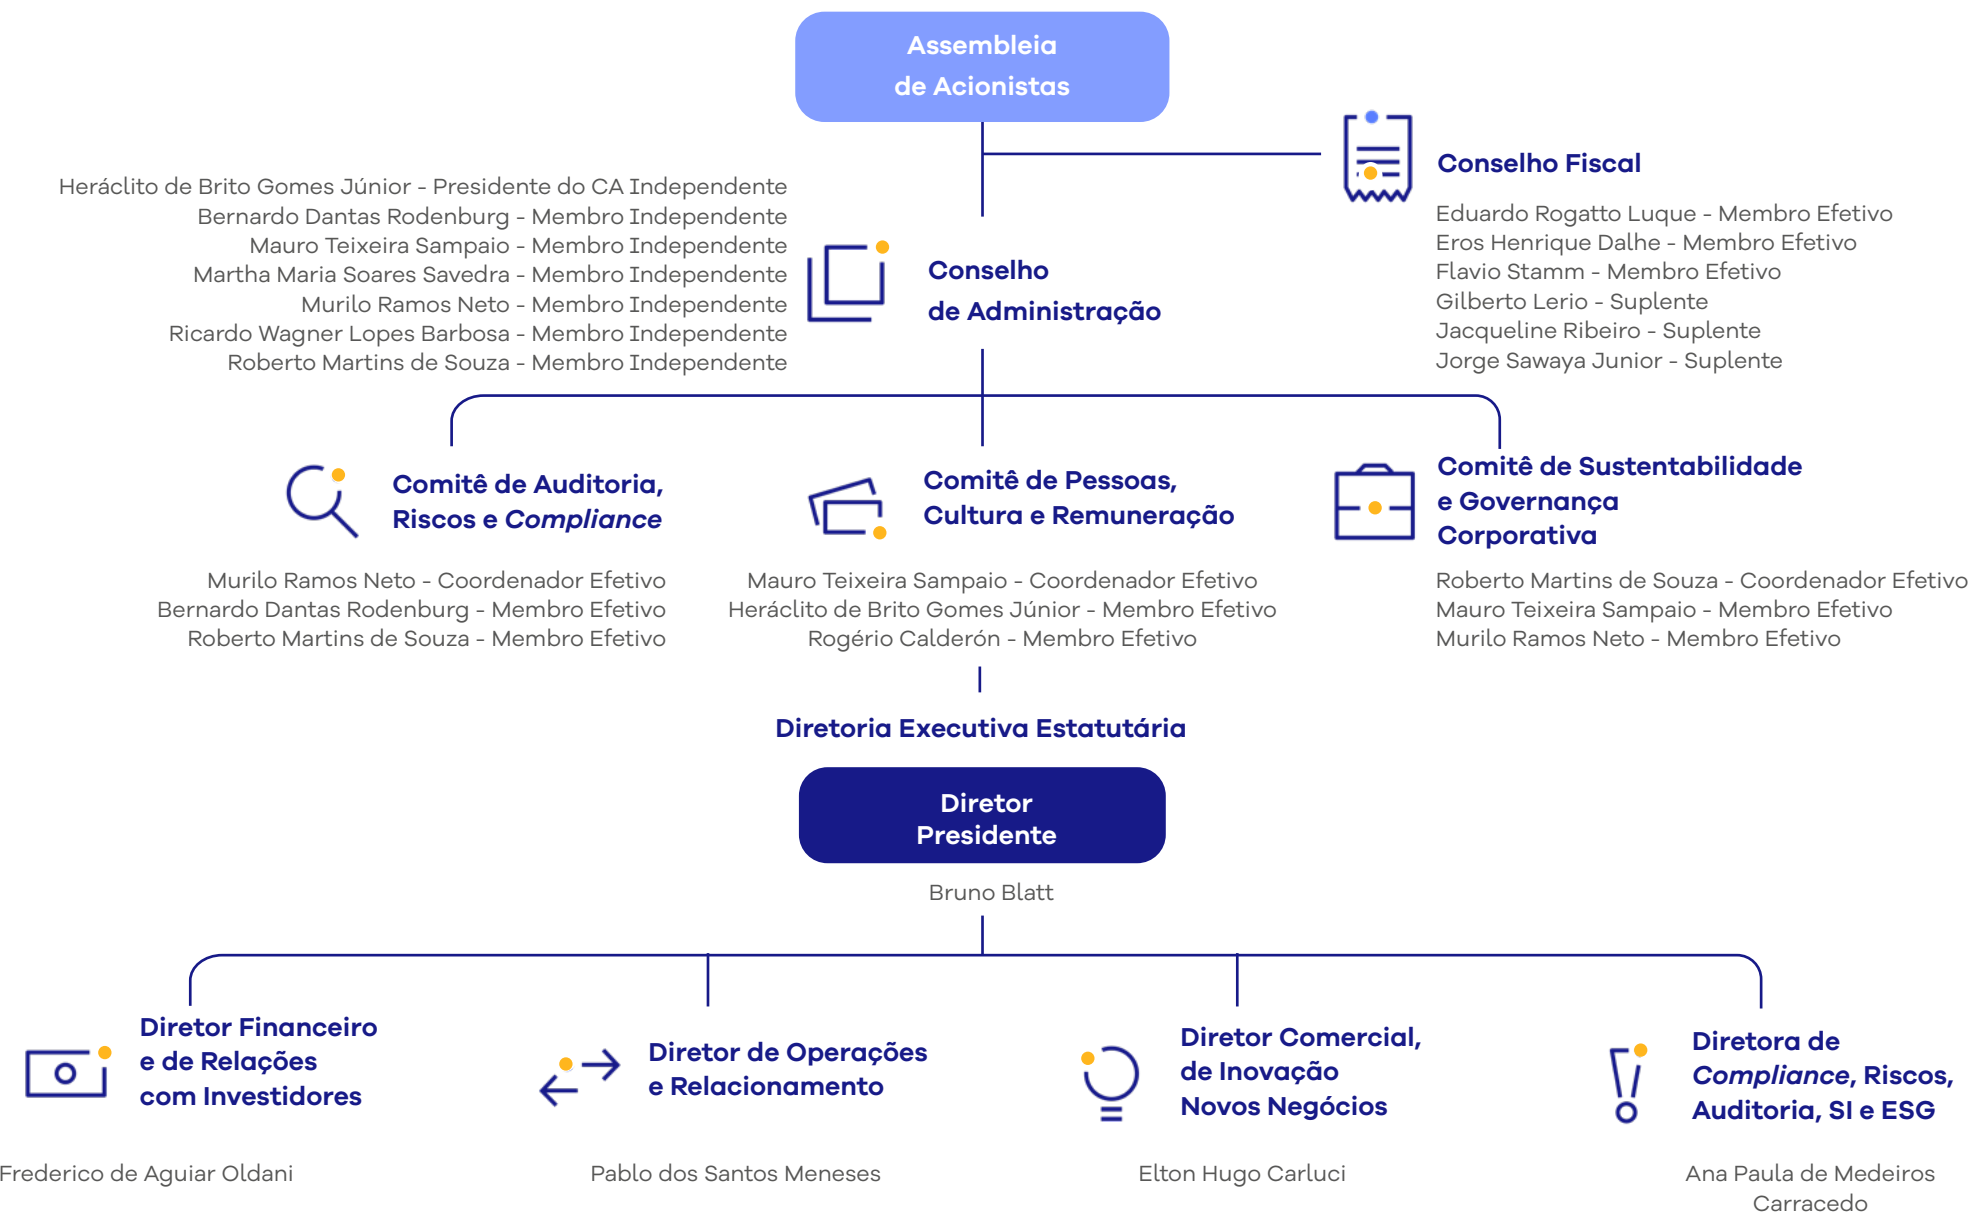 Assembleia
de Acionistas
Conselho Fiscal
Eduardo Rogatto Luque - Membro Efetivo
Eros Henrique Dalhe - Membro Efetivo
Flavio Stamm - Membro Efetivo
Gilberto Lerio - Suplente
Jacqueline Ribeiro - Suplente
Jorge Sawaya Junior - Suplente
Heráclito de Brito Gomes Júnior - Presidente do CA Independente
Bernardo Dantas Rodenburg - Membro Independente
Mauro Teixeira Sampaio - Membro Independente
Martha Maria Soares Savedra - Membro Independente
Murilo Ramos Neto - Membro Independente
Ricardo Wagner Lopes Barbosa - Membro Independente
Roberto Martins de Souza - Membro Independente
Conselho
de Administração
Comitê de Auditoria,
Riscos e Compliance
Murilo Ramos Neto - Coordenador Efetivo
Bernardo Dantas Rodenburg - Membro Efetivo
Roberto Martins de Souza - Membro Efetivo
Comitê de Pessoas,
Cultura e Remuneração
Mauro Teixeira Sampaio - Coordenador Efetivo
Heráclito de Brito Gomes Júnior - Membro Efetivo
Rogério Calderón - Membro Efetivo
Comitê de Sustentabilidade
e Governança
Corporativa
Roberto Martins de Souza - Coordenador Efetivo
Mauro Teixeira Sampaio - Membro Efetivo
Murilo Ramos Neto - Membro Efetivo
Diretoria Executiva Estatutária
Diretor
Presidente
Bruno Blatt
Diretor Financeiro
e de Relações
com Investidores
Frederico de Aguiar Oldani
Diretor de Operações
e Relacionamento
Pablo dos Santos Meneses
Diretor Comercial,
de Inovação
Novos Negócios
Elton Hugo Carluci
Diretora de
Compliance, Riscos,
Auditoria, SI e ESG
Ana Paula de Medeiros
Carracedo